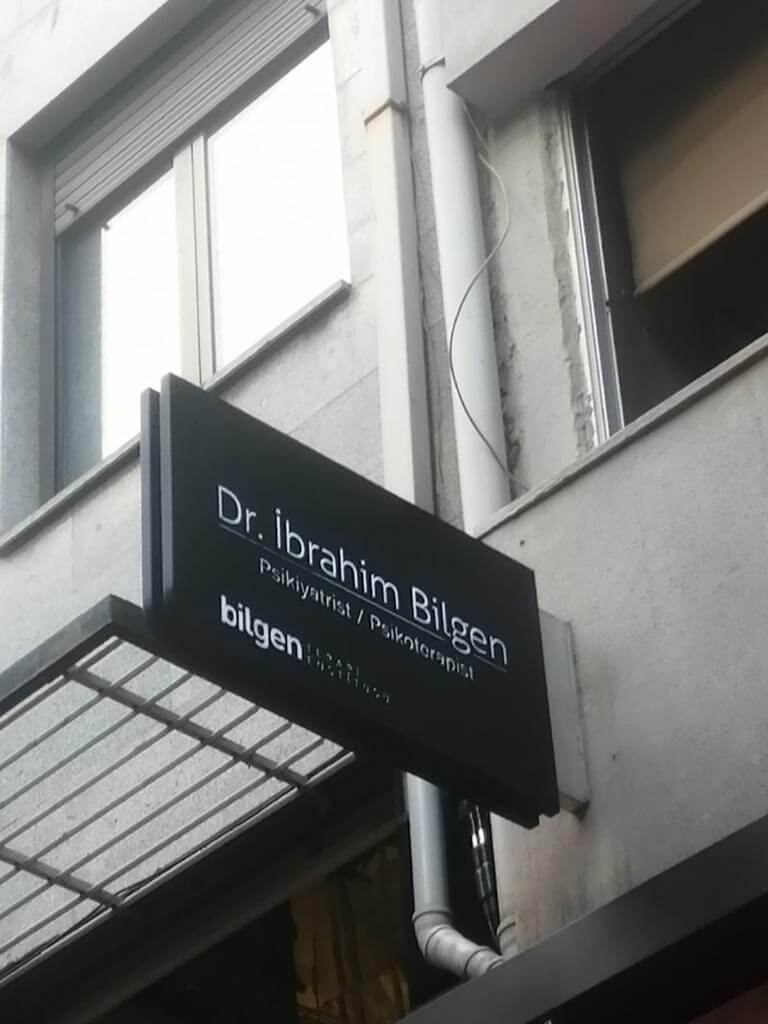 Dr. İbrahim Bilgen
Psikiyatrist / Psikoterapist
bilgen